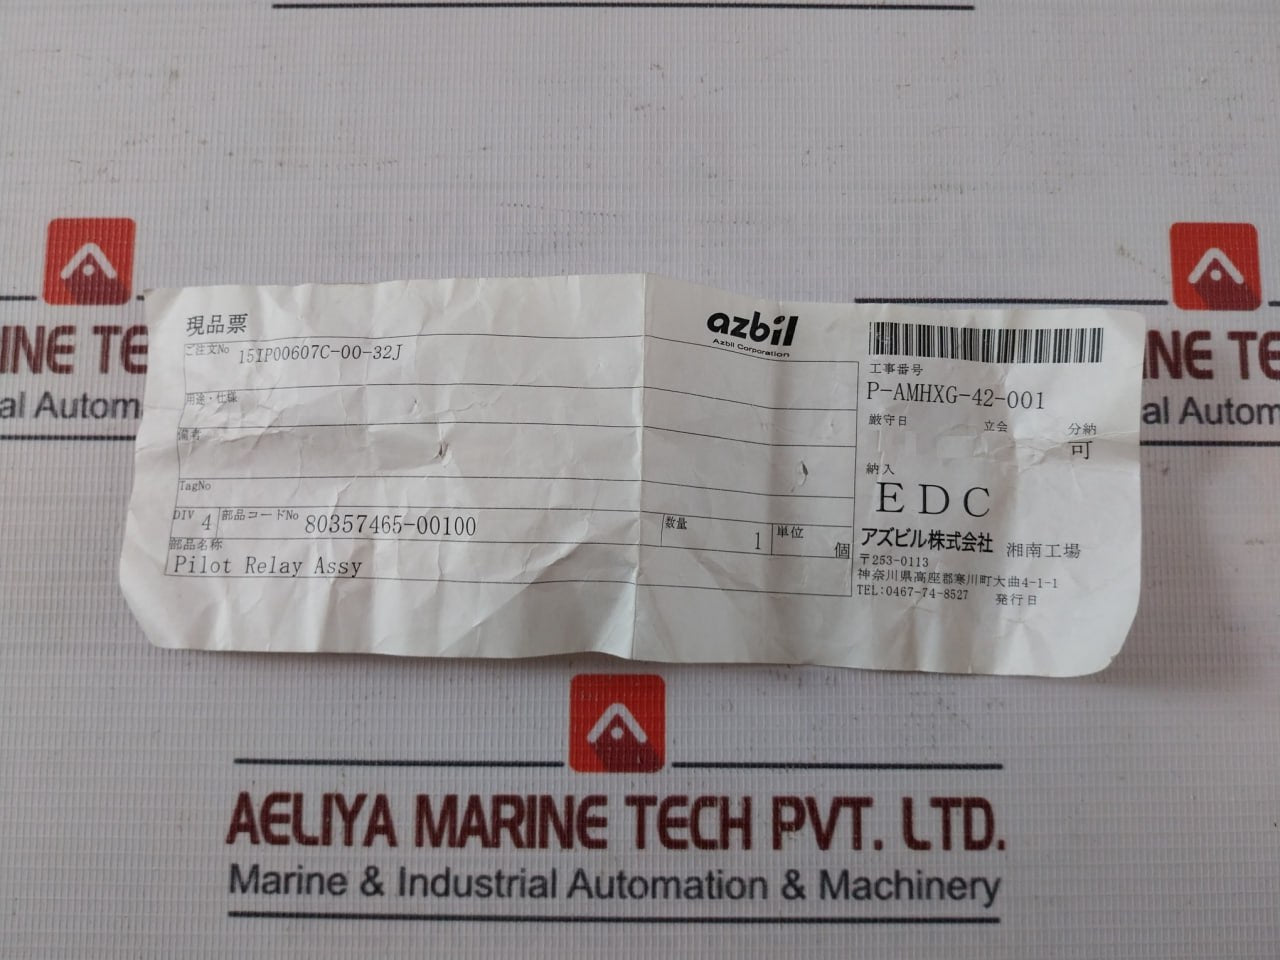 現品票
ご注文No 15IP00607C-00-32J
用途・仕様
備考
TagNo
DIV 4 部品コードNo 80357465-00100
数量 1 単位 個
部品名称
Pilot Relay Assy
azbil
Azbil Corporation
工事番号
P-AMHXG-42-001
厳守日 立会 分納
可
納入
EDC
アズビル株式会社 湘南工場
〒253-0113
神奈川県高座郡寒川町大曲4-1-1
TEL:0467-74-8527 発行日
INE TE
al Autom
NE TE
al Autom
AELIYA MARINE TECH PVT. LTD.
Marine & Industrial Automation & Machinery